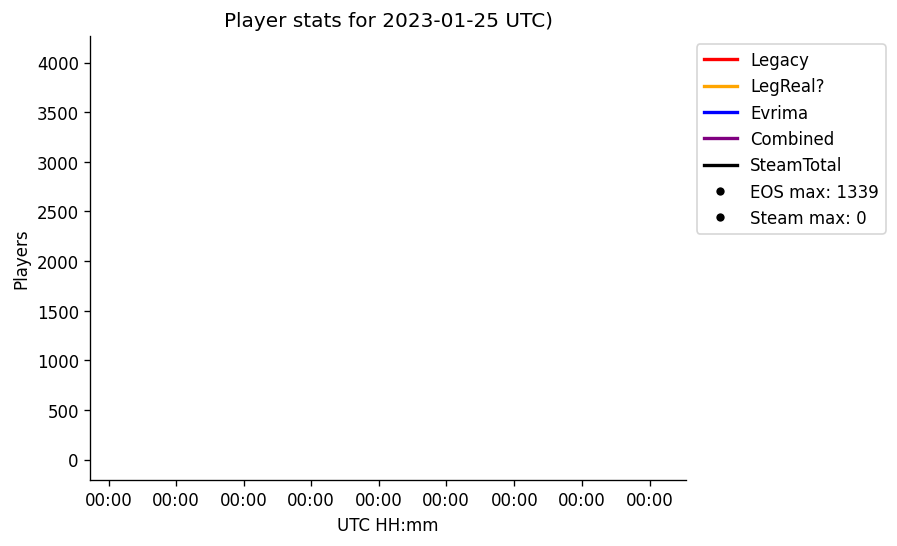 Player stats for 2023-01-25 UTC)
Players
4000
3500
3000
2500
2000
1500
1000
500
0
00:00 00:00 00:00 00:00 00:00 00:00 00:00 00:00 00:00
UTC HH:mm
Legacy
LegReal?
Evrima
Combined
SteamTotal
EOS max: 1339
Steam max: 0